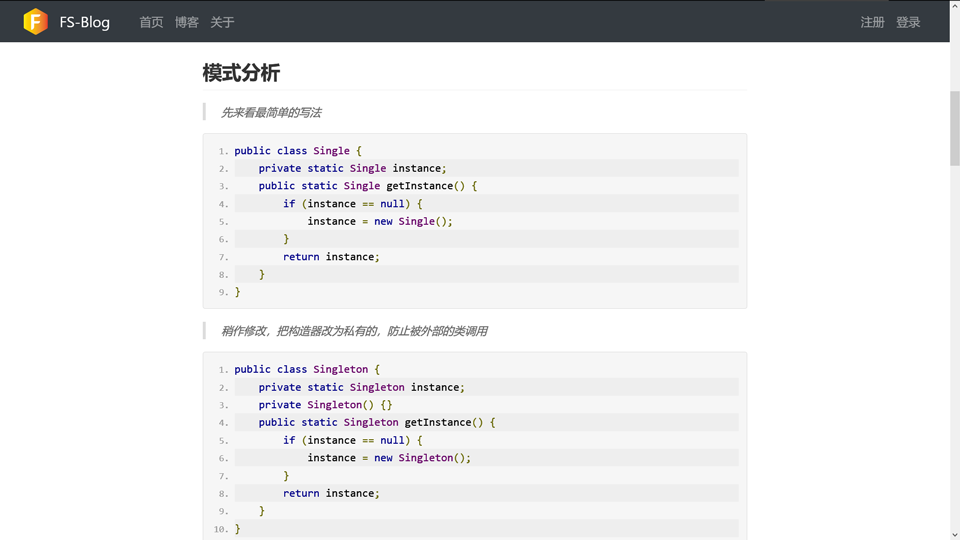 FS-Blog 首页 博客 关于 注册 登录
模式分析
先来看最简单的写法
1. public class Single {
2.     private static Single instance;
3.     public static Single getInstance() {
4.         if (instance == null) {
5.             instance = new Single();
6.         }
7.         return instance;
8.     }
9. }
稍作修改，把构造器改为私有的，防止被外部的类调用
1. public class Singleton {
2.     private static Singleton instance;
3.     private Singleton() {}
4.     public static Singleton getInstance() {
5.         if (instance == null) {
6.             instance = new Singleton();
7.         }
8.         return instance;
9.     }
10. }